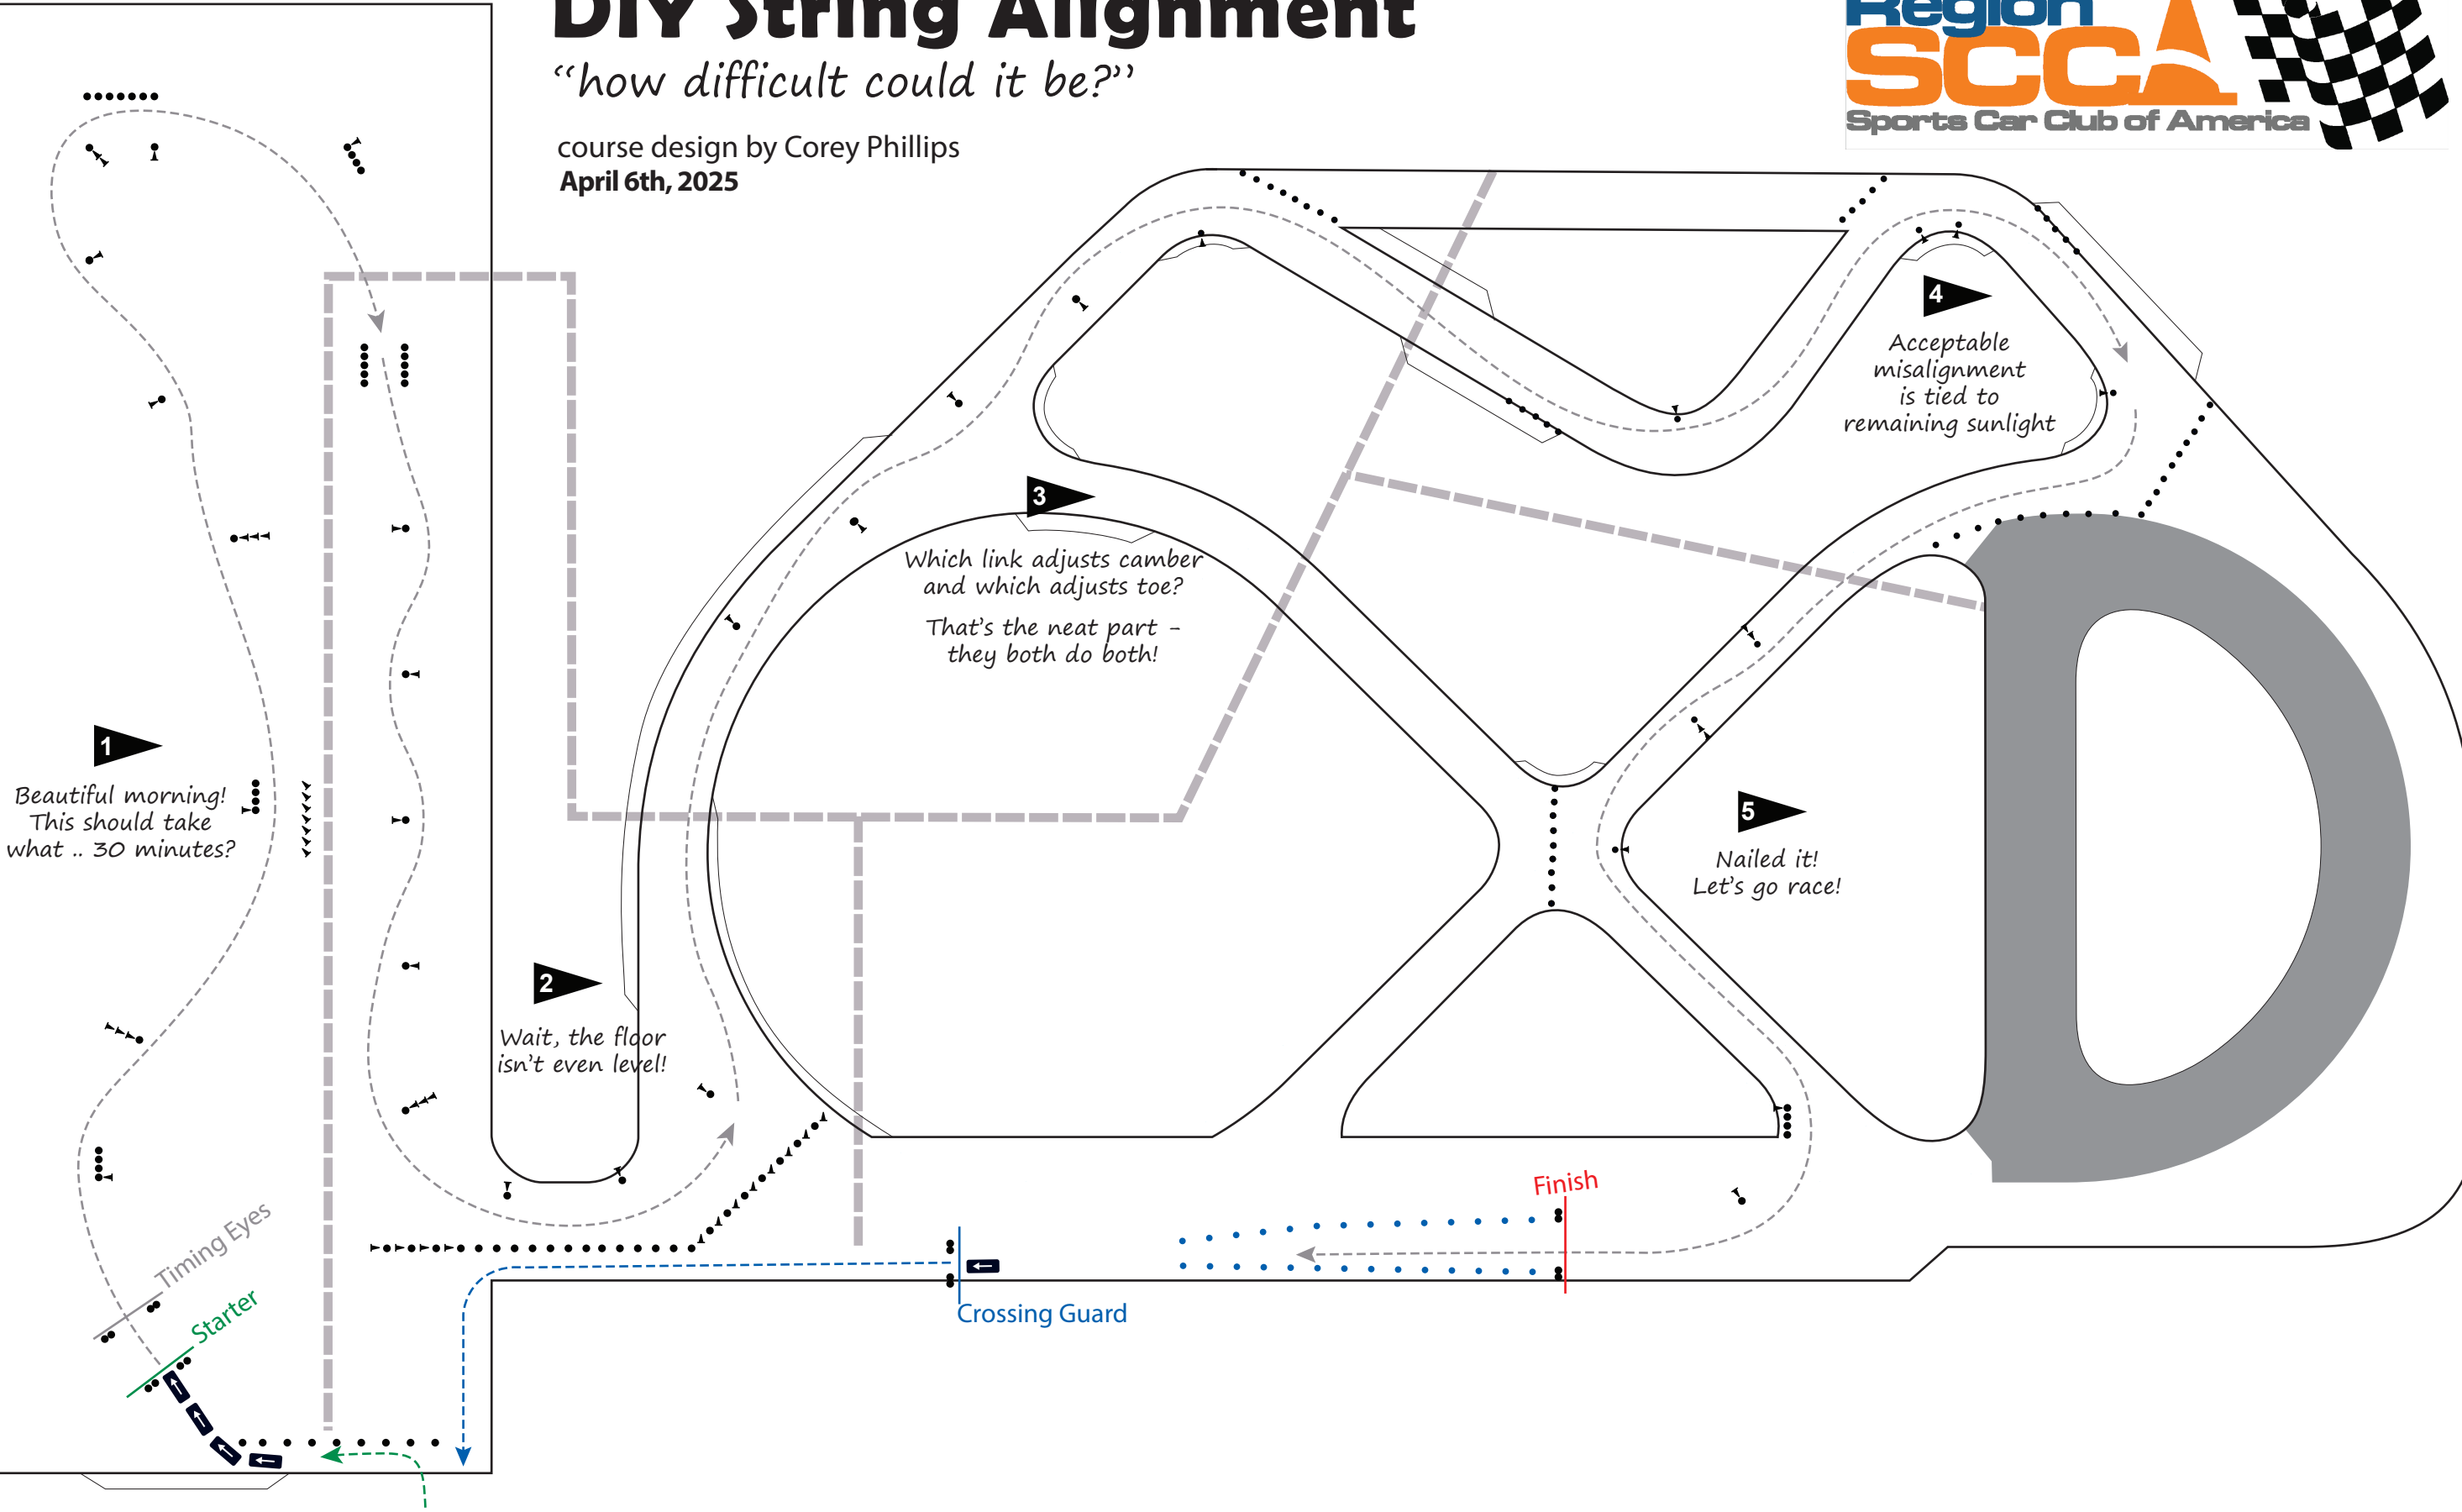 DIY String Alignment
“how difficult could it be?”
course design by Corey Phillips
April 6th, 2025
Region
SCCA
Sports Car Club of America
1
Beautiful morning!
This should take
what .. 30 minutes?
2
Wait, the floor
isn't even level!
3
Which link adjusts camber
and which adjusts toe?
That's the neat part -
they both do both!
4
Acceptable
misalignment
is tied to
remaining sunlight
5
Nailed it!
Let's go race!
Timing Eyes
Starter
Crossing Guard
Finish